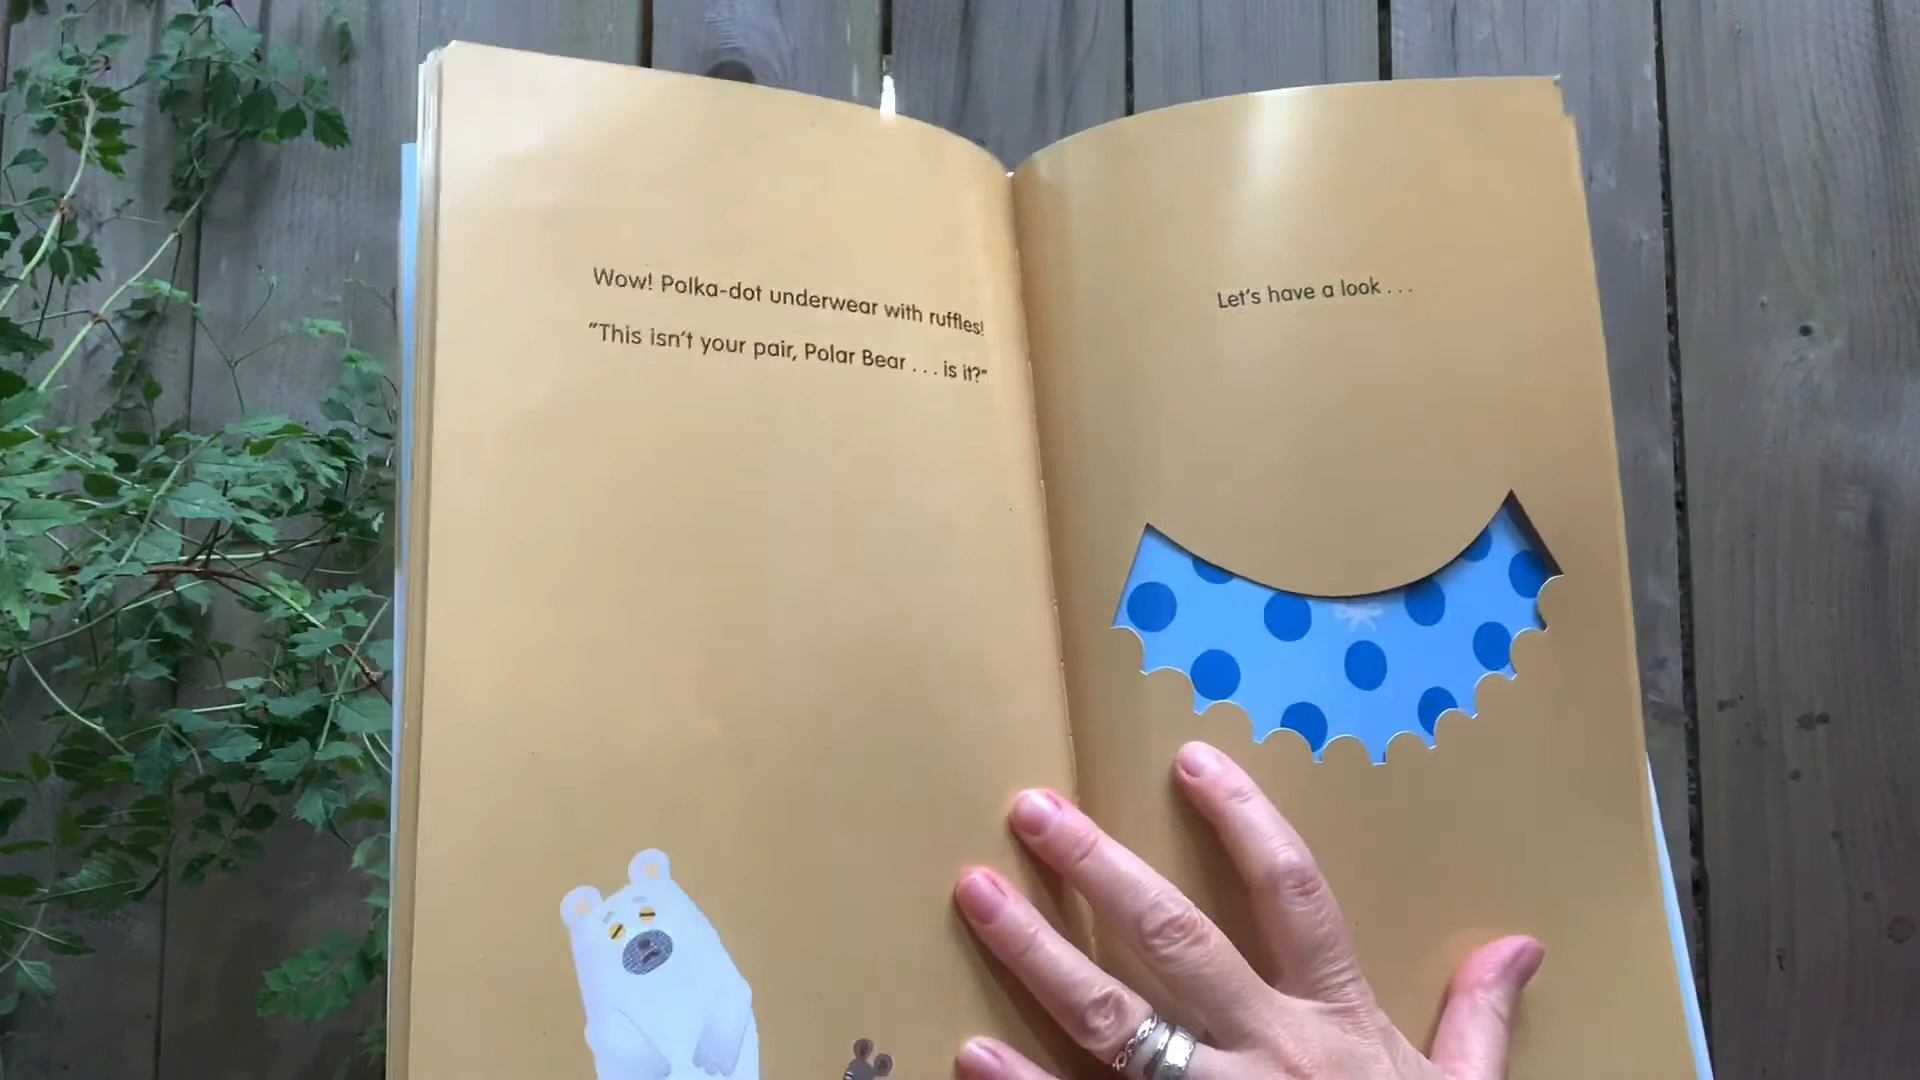 Wow! Polka-dot underwear with ruffles!
"This isn't your pair, Polar Bear . . . is it?"
Let's have a look . . .